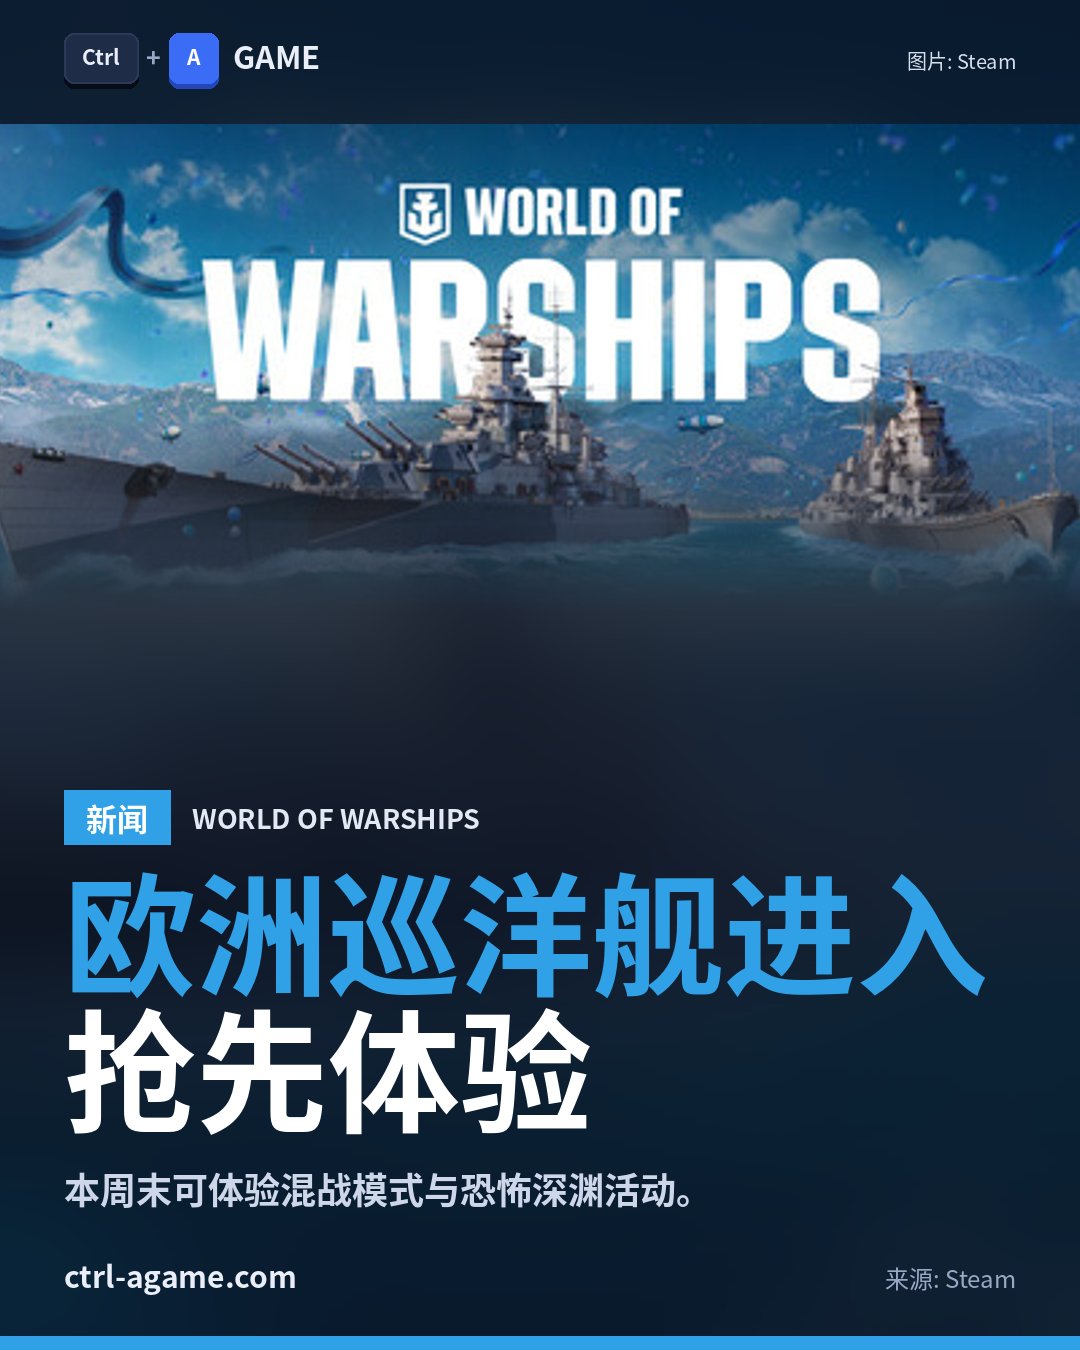 Ctrl + A GAME
图片: Steam
WORLD OF
WARSHIPS
新闻 WORLD OF WARSHIPS
欧洲巡洋舰进入
抢先体验
本周末可体验混战模式与恐怖深渊活动。
ctrl-agame.com
来源: Steam